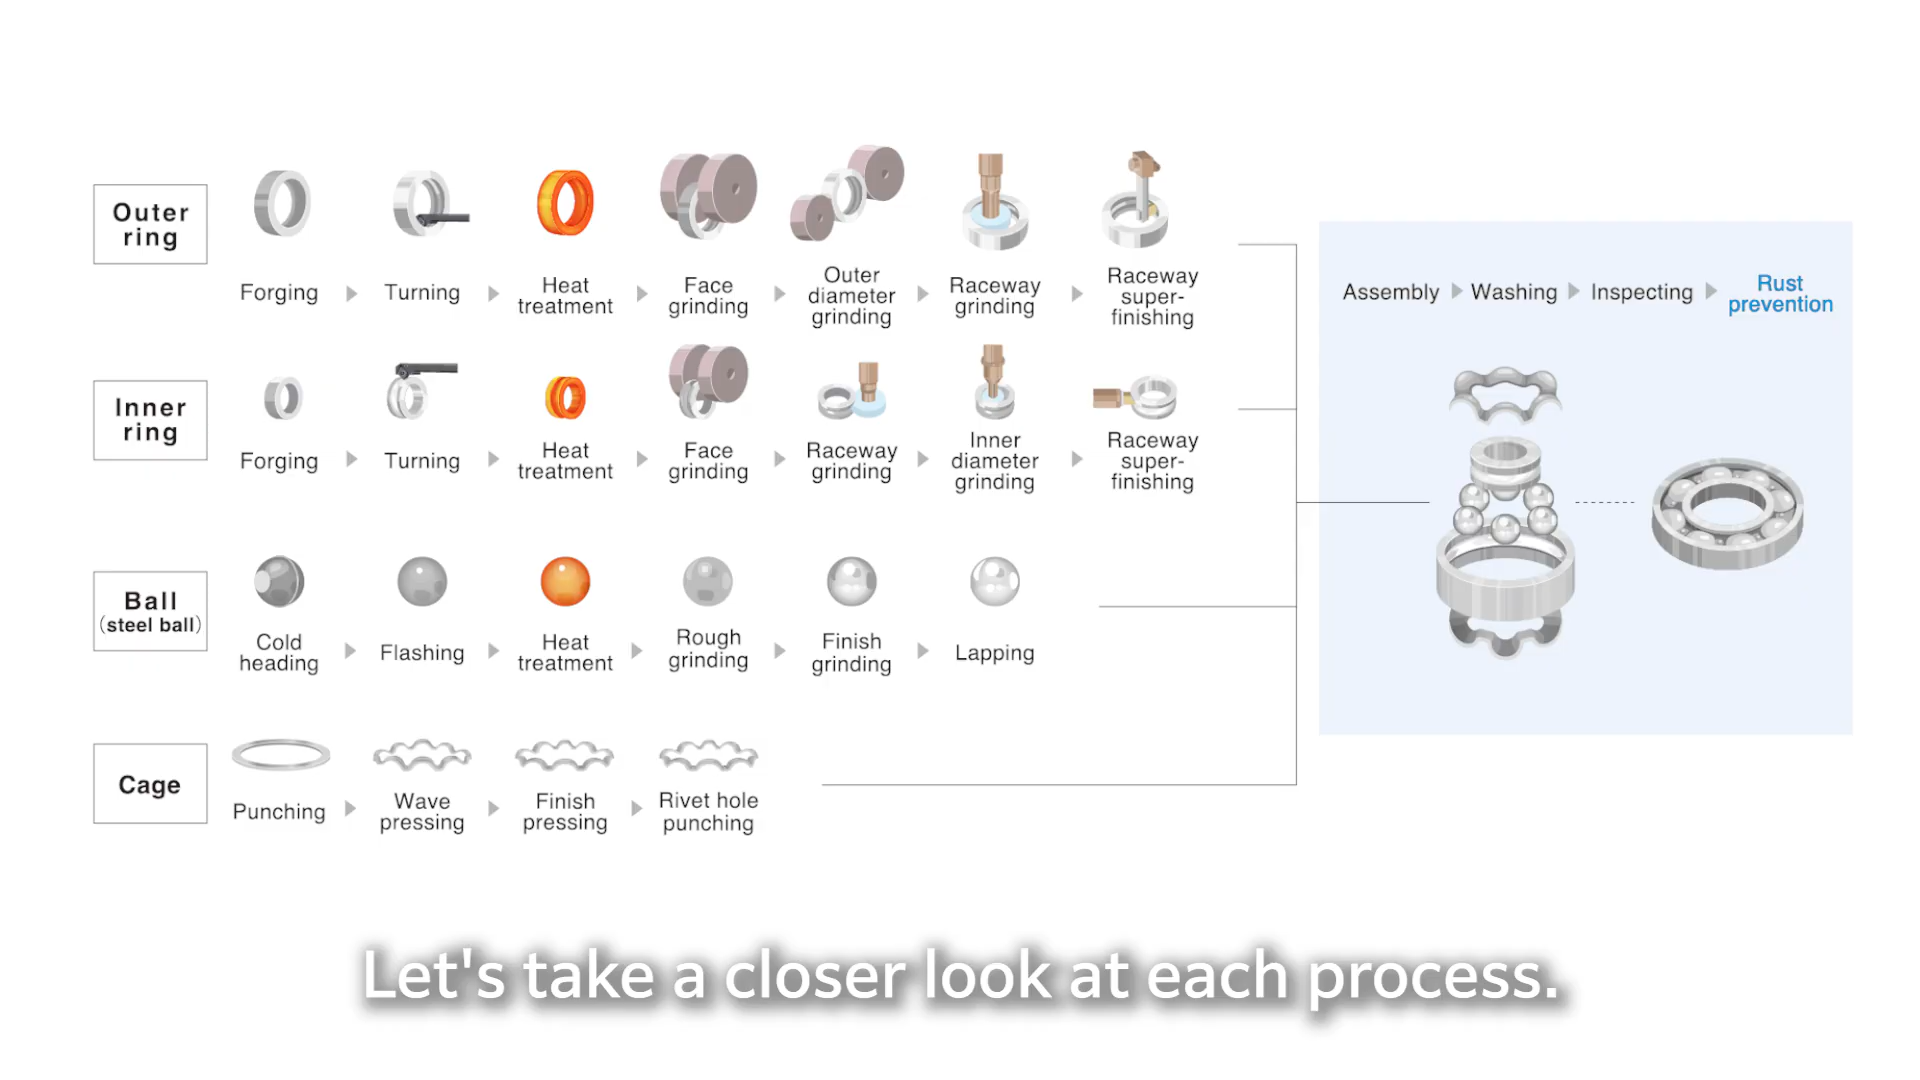 Outer
ring
Forging
Turning
Heat
treatment
Face
grinding
Outer
diameter
grinding
Raceway
grinding
Raceway
super-
finishing
Inner
ring
Forging
Turning
Heat
treatment
Face
grinding
Raceway
grinding
Inner
diameter
grinding
Raceway
super-
finishing
Ball
(steel ball)
Cold
heading
Flashing
Heat
treatment
Rough
grinding
Finish
grinding
Lapping
Cage
Punching
Wave
pressing
Finish
pressing
Rivet hole
punching
Assembly
Washing
Inspecting
Rust
prevention
Let's take a closer look at each process.